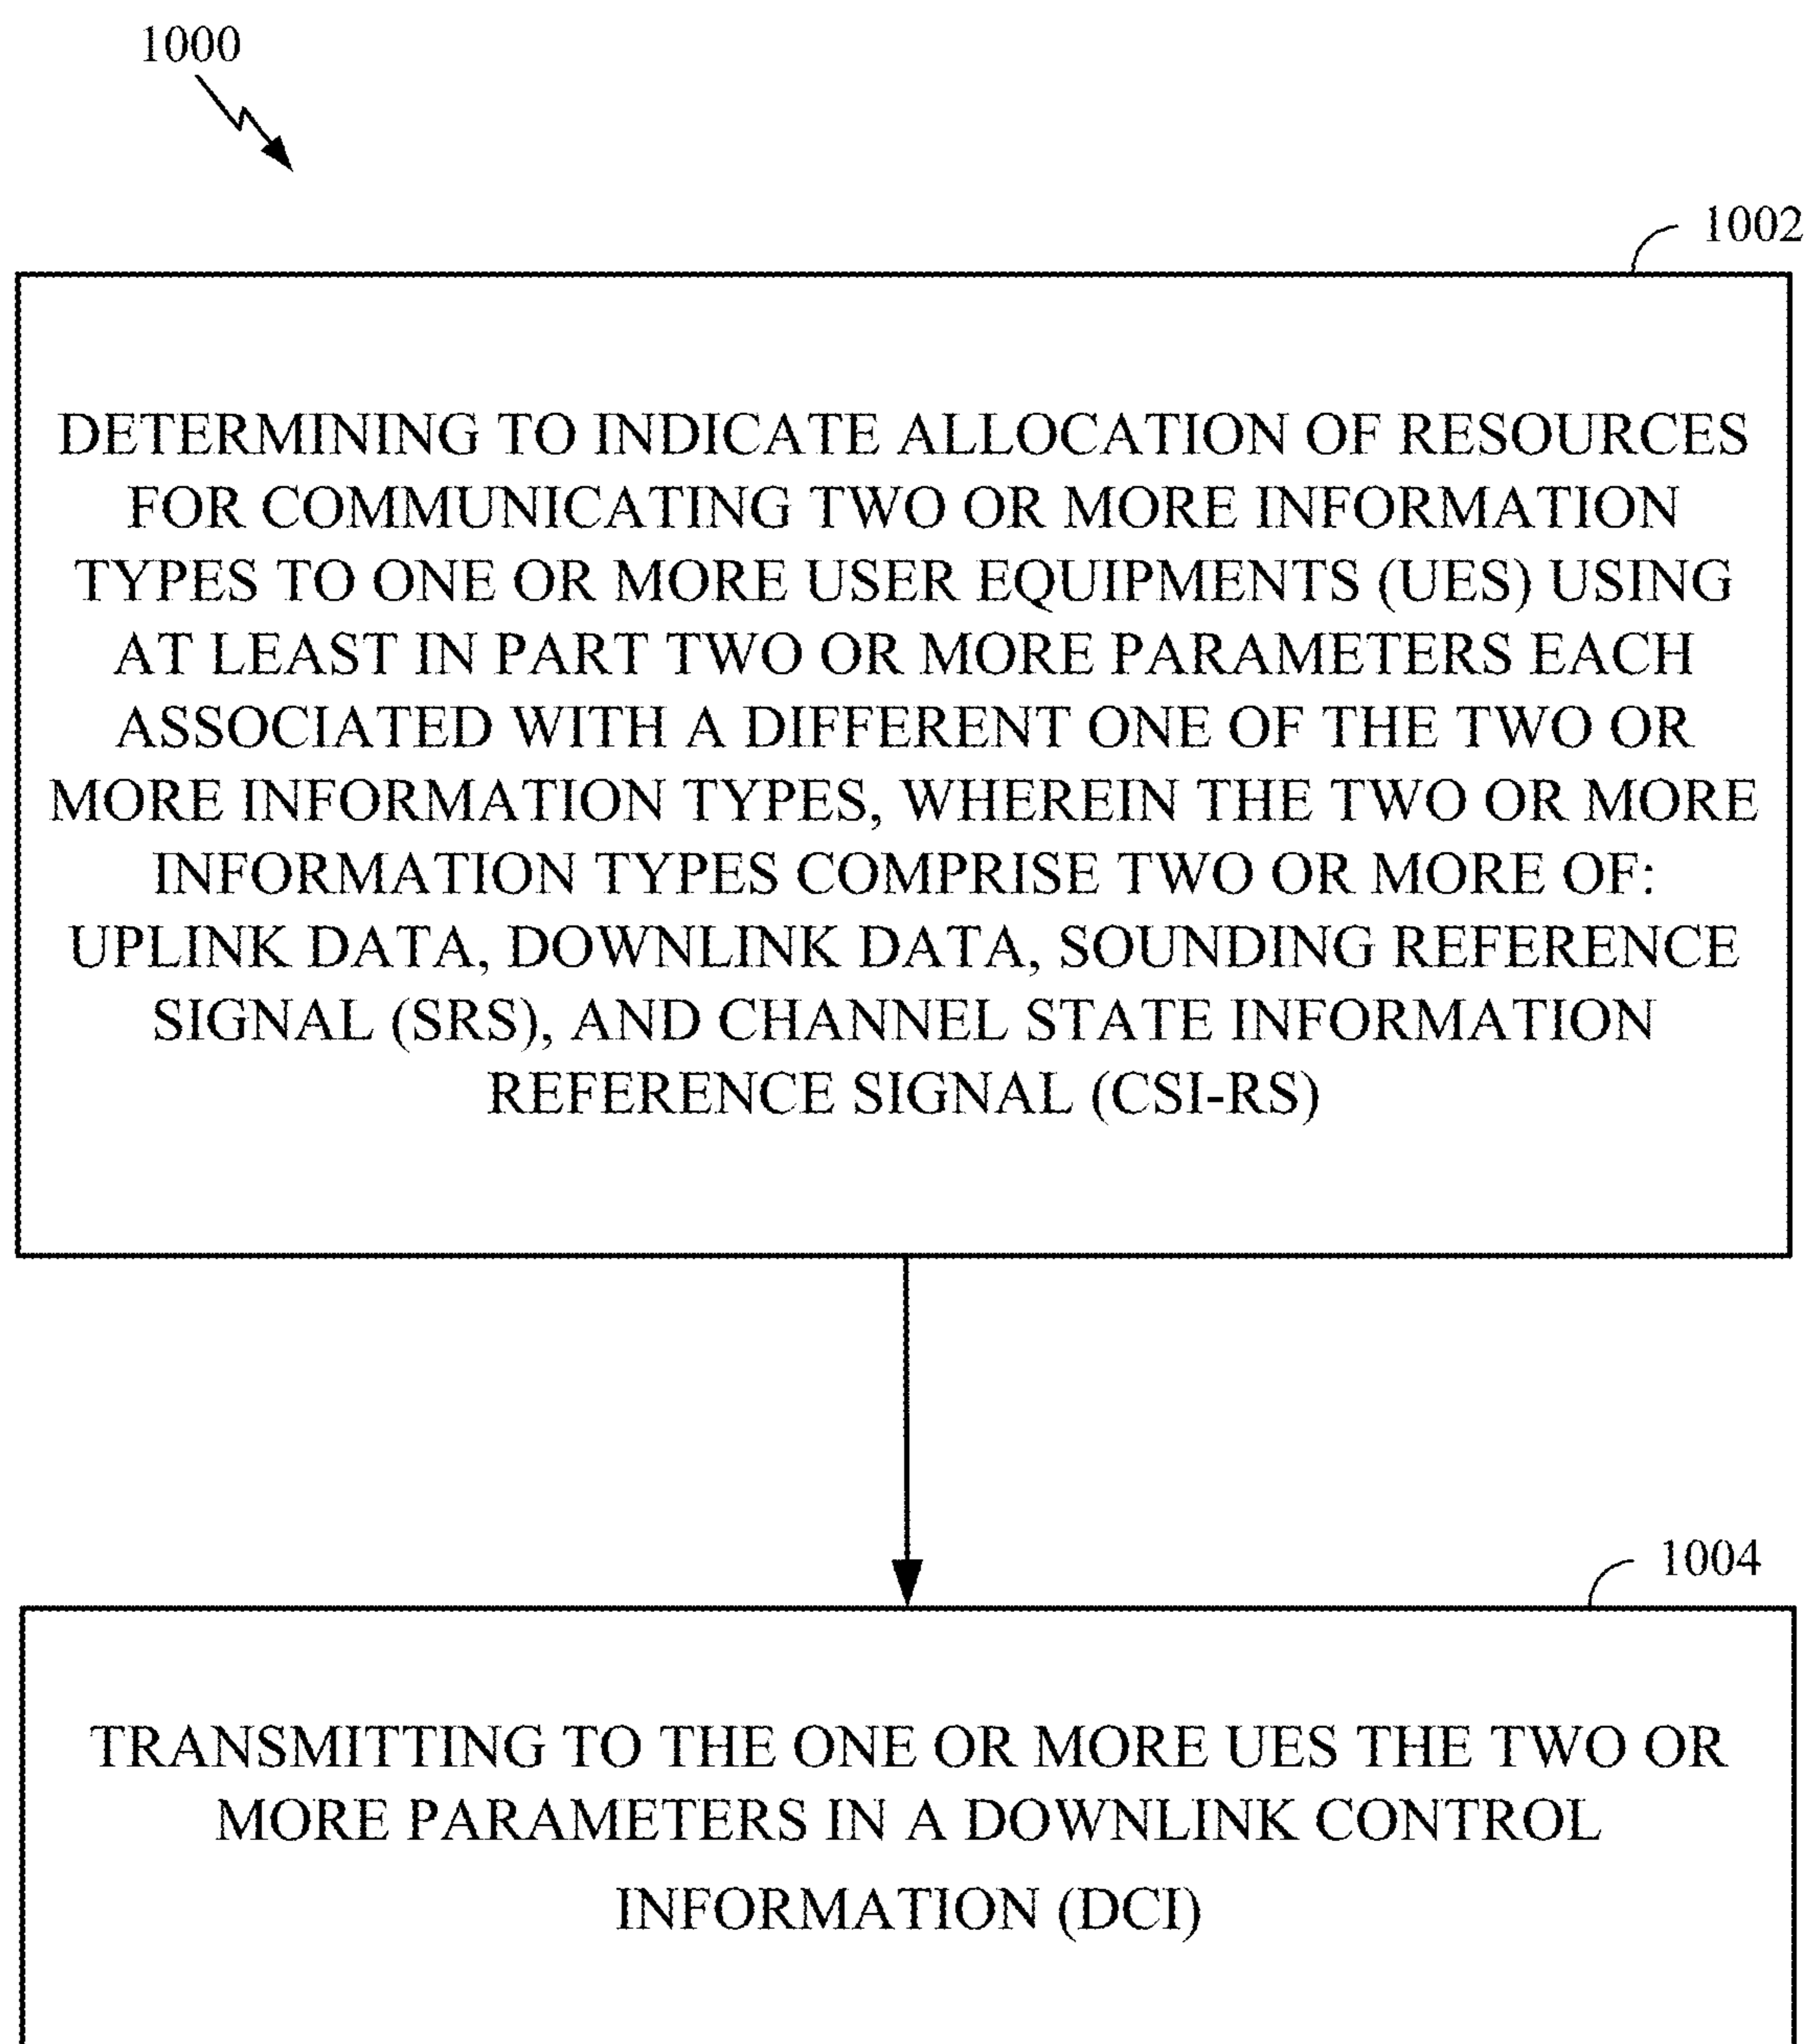 1000
1002
DETERMINING TO INDICATE ALLOCATION OF RESOURCES
FOR COMMUNICATING TWO OR MORE INFORMATION
TYPES TO ONE OR MORE USER EQUIPMENTS (UES) USING
AT LEAST IN PART TWO OR MORE PARAMETERS EACH
ASSOCIATED WITH A DIFFERENT ONE OF THE TWO OR
MORE INFORMATION TYPES, WHEREIN THE TWO OR MORE
INFORMATION TYPES COMPRISE TWO OR MORE OF:
UPLINK DATA, DOWNLINK DATA, SOUNDING REFERENCE
SIGNAL (SRS), AND CHANNEL STATE INFORMATION
REFERENCE SIGNAL (CSI-RS)
1004
TRANSMITTING TO THE ONE OR MORE UES THE TWO OR
MORE PARAMETERS IN A DOWNLINK CONTROL
INFORMATION (DCI)